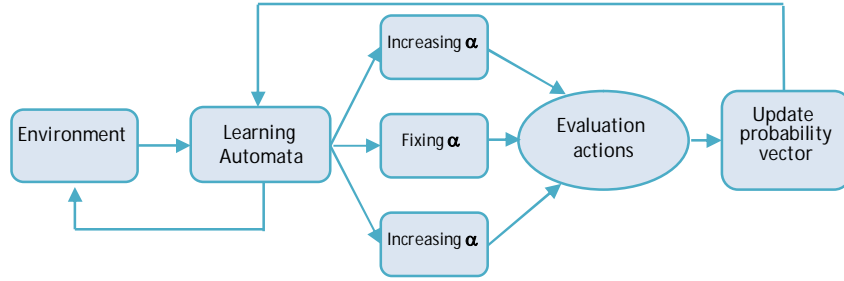 Environment
Learning
Automata
Increasing α
Fixing α
Increasing α
Evaluation
actions
Update
probability
vector